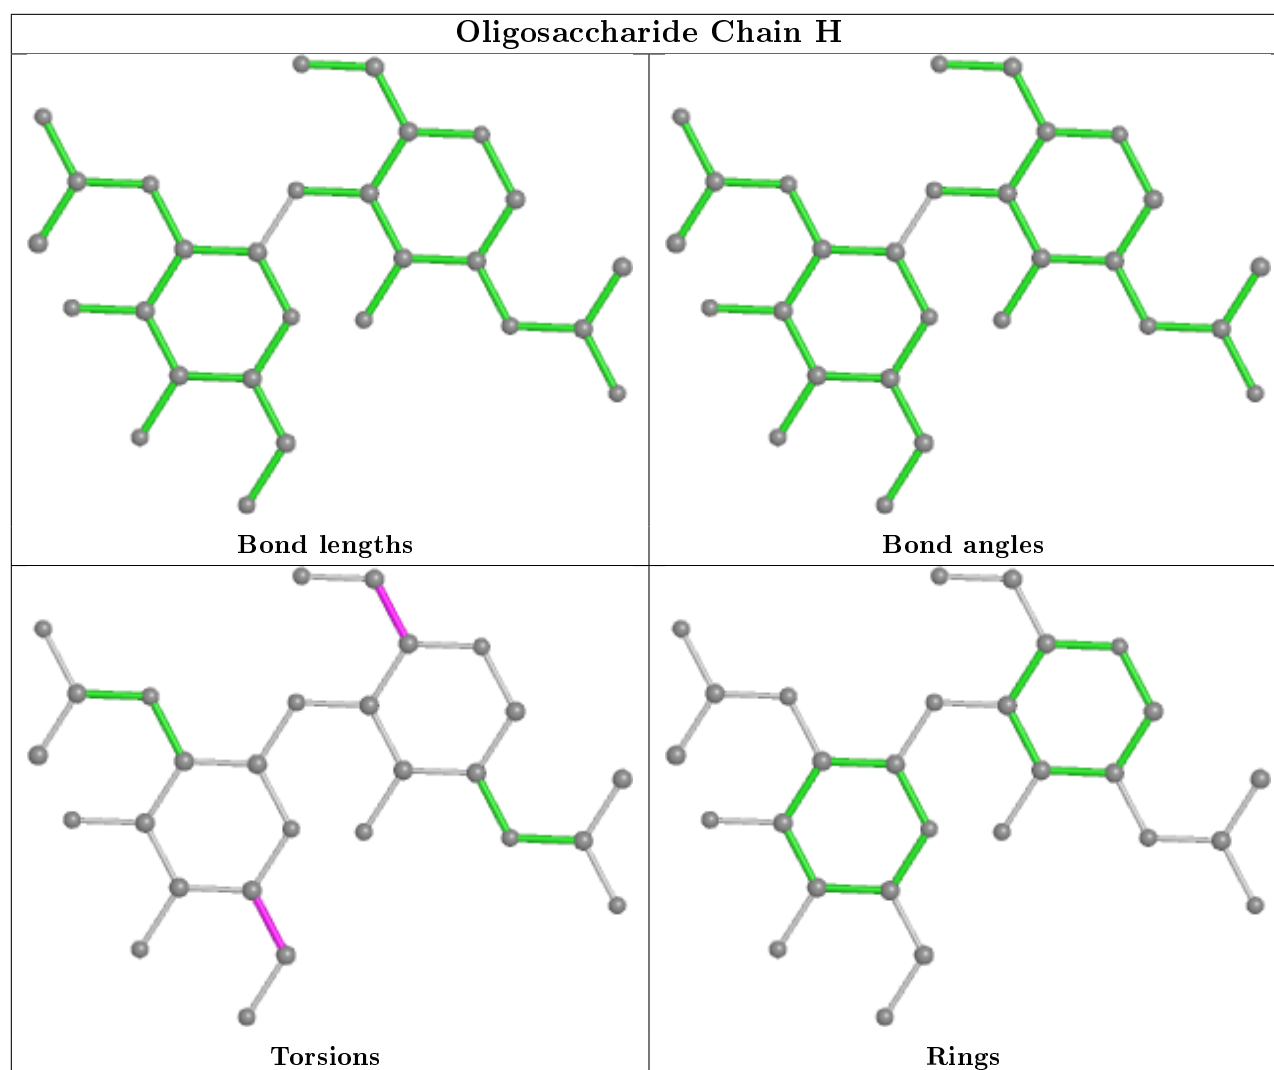 Oligosaccharide Chain H
Bond lengths
Bond angles
Torsions
Rings